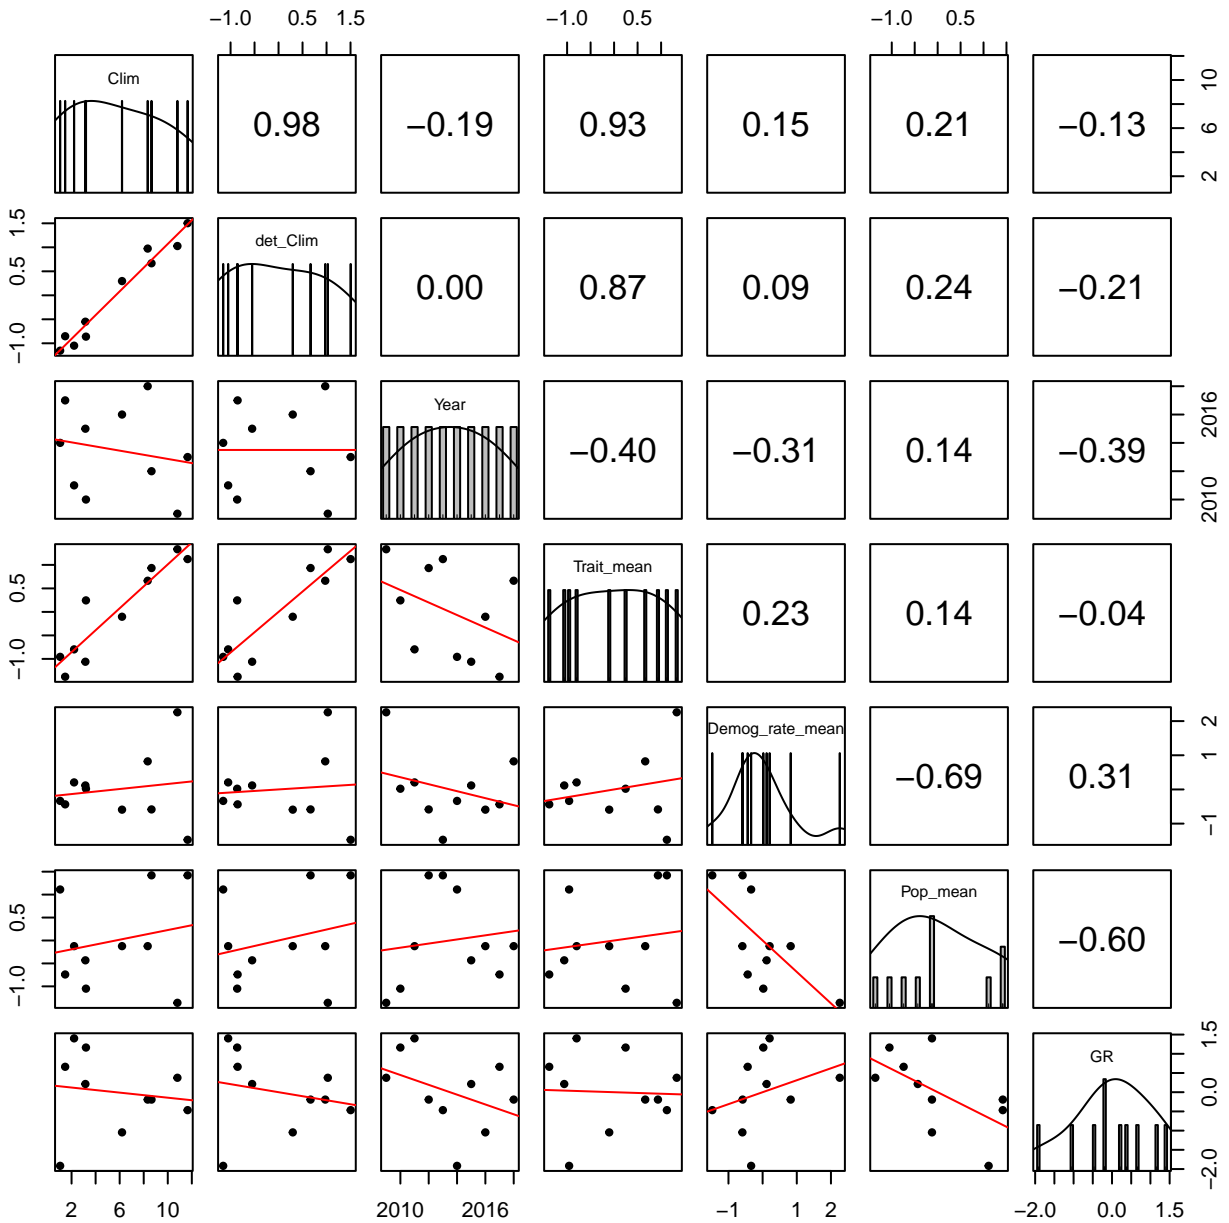 −1.0 0.5 1.5 −1.0 0.5 −1.0 0.5
Clim 0.98 −0.19 0.93 0.15 0.21 −0.13 2 6 10
−1.0 0.5 1.5 det_Clim 0.00 0.87 0.09 0.24 −0.21
Year −0.40 −0.31 0.14 −0.39 2010 2016
−1.0 0.5 Trait_mean 0.23 0.14 −0.04
Demog_rate_mean −0.69 0.31 −1 1 2
−1.0 0.5 Pop_mean −0.60
GR −2.0 0.0 1.5
2 6 10 2010 2016 −1 1 2 −2.0 0.0 1.5